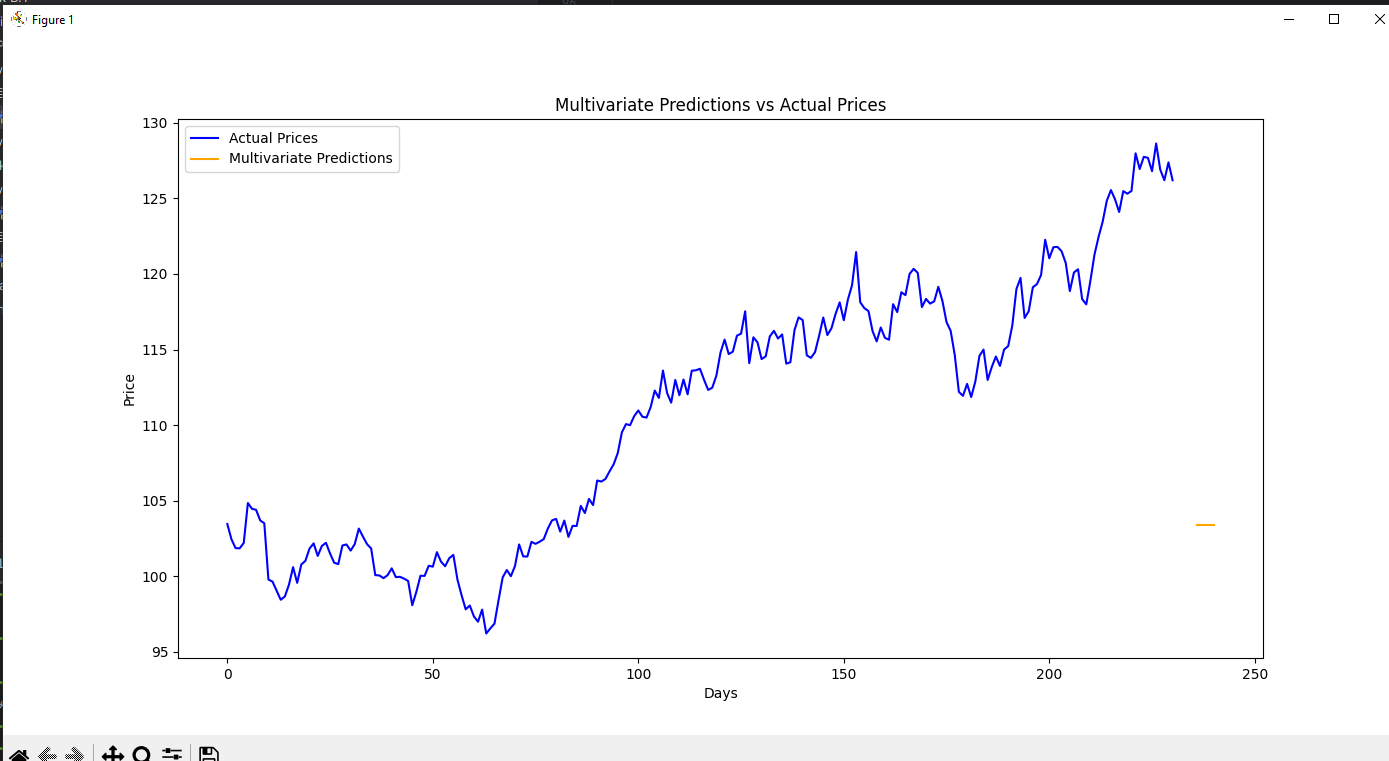 Figure 1
Multivariate Predictions vs Actual Prices
130
Actual Prices
Multivariate Predictions
125
120
115
Price
110
105
100
95
0 50 100 150 200 250
Days